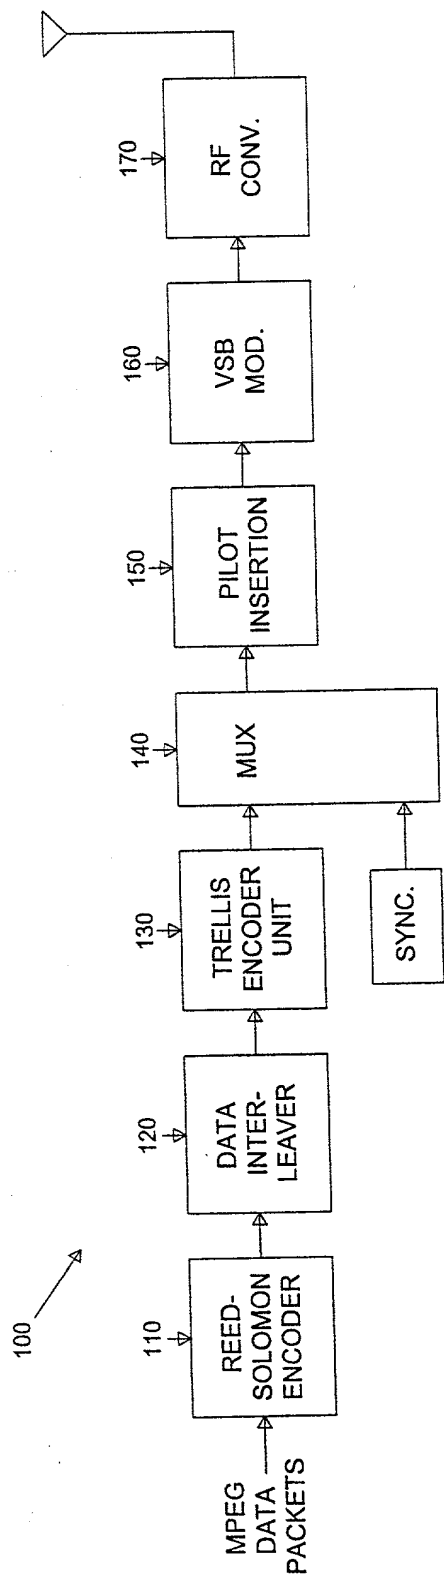 100
MPEG
DATA
PACKETS
110
REED-
SOLOMON
ENCODER
120
DATA
INTER-
LEAVER
130
TRELLIS
ENCODER
UNIT
SYNC.
140
MUX
150
PILOT
INSERTION
160
VSB
MOD.
170
RF
CONV.